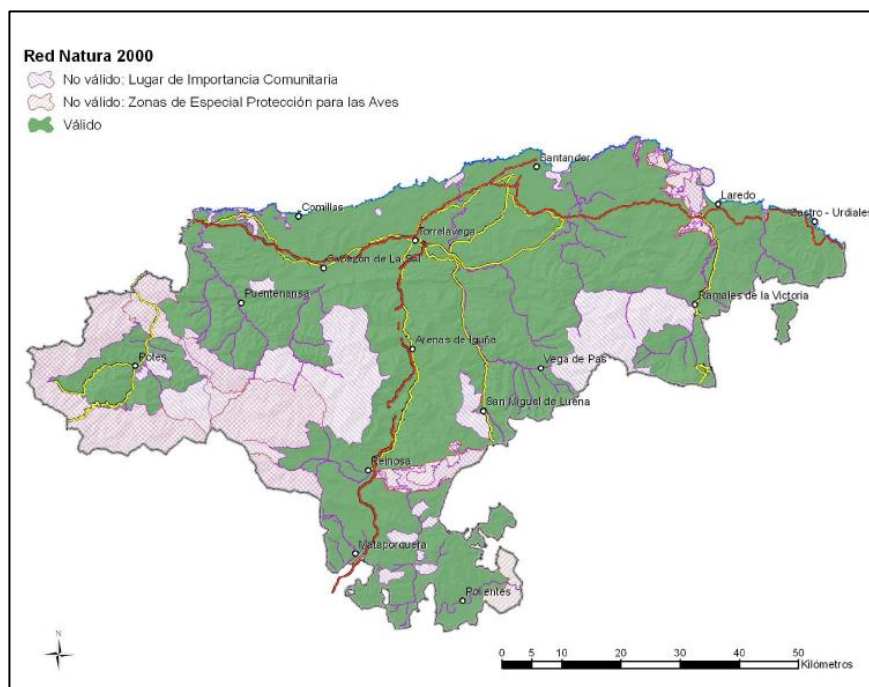 Red Natura 2000
No válido: Lugar de Importancia Comunitaria
No válido: Zonas de Especial Protección para las Aves
Válido
Santander
Comillas
Laredo
Castro - Urdiales
Torrelavega
Cabezon de La Sal
Puentenansa
Ramales de la Victoria
Arenas de Iguña
Potes
Vega de Pas
San Miguel de Luena
Reinosa
Mataporquera
Polientes
N
0 5 10 20 30 40 50
Kilómetros